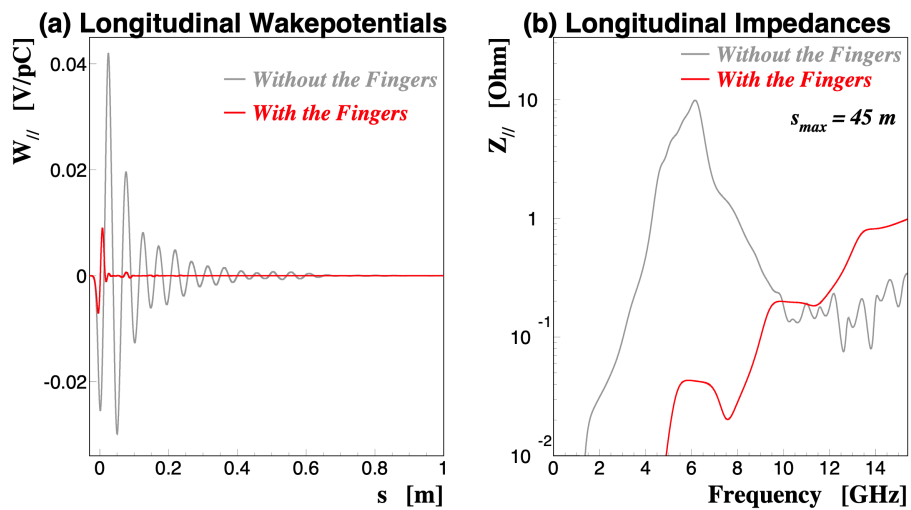 (a) Longitudinal Wakepotentials
W// [V/pC]
0.04
0.02
0
-0.02
Without the Fingers
With the Fingers
0 0.2 0.4 0.6 0.8 1
s [m]
(b) Longitudinal Impedances
Z// [Ohm]
10
1
10 -1
10 -2
Without the Fingers
With the Fingers
smax = 45 m
0 2 4 6 8 10 12 14
Frequency [GHz]